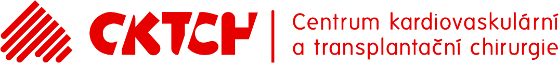 CKTCH
Centrum kardiovaskulární
a transplantační chirurgie